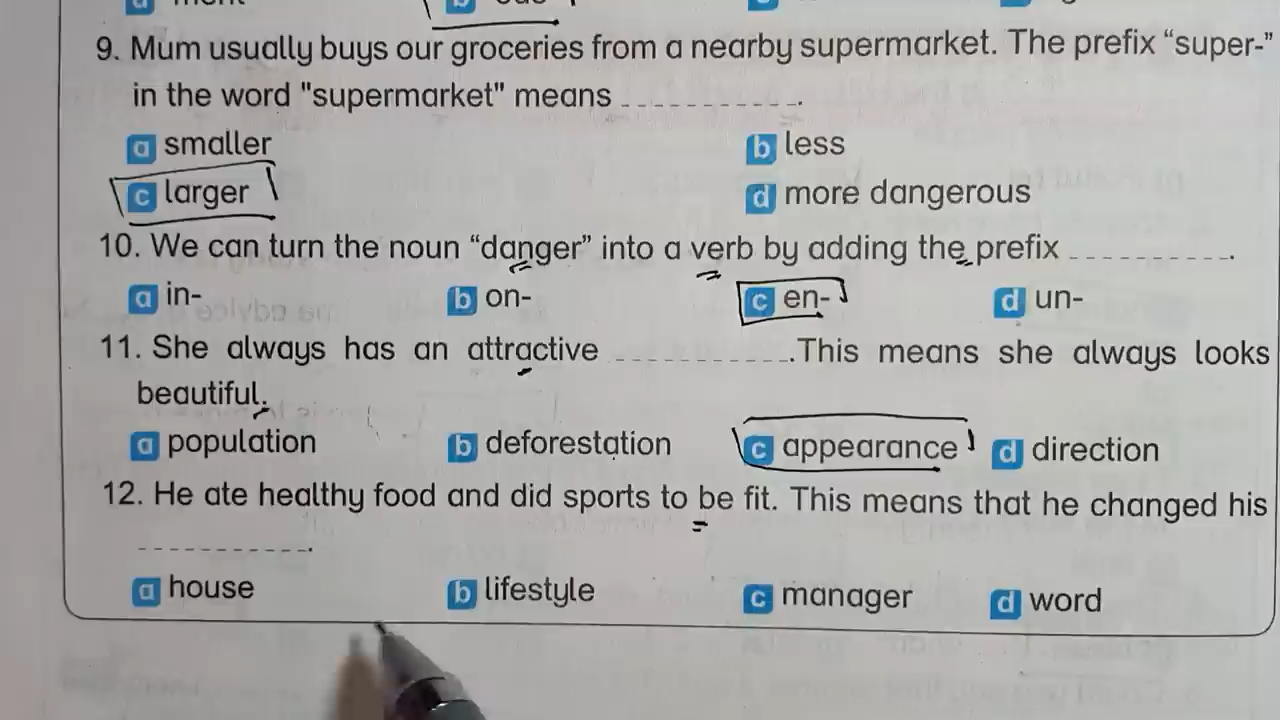 9. Mum usually buys our groceries from a nearby supermarket. The prefix “super-”
in the word "supermarket" means ___________.
a smaller b less
c larger d more dangerous
10. We can turn the noun “danger” into a verb by adding the prefix ___________.
a in- b on- c en- d un-
11. She always has an attractive ___________.This means she always looks
beautiful.
a population b deforestation c appearance d direction
12. He ate healthy food and did sports to be fit. This means that he changed his
___________.
a house b lifestyle c manager d word